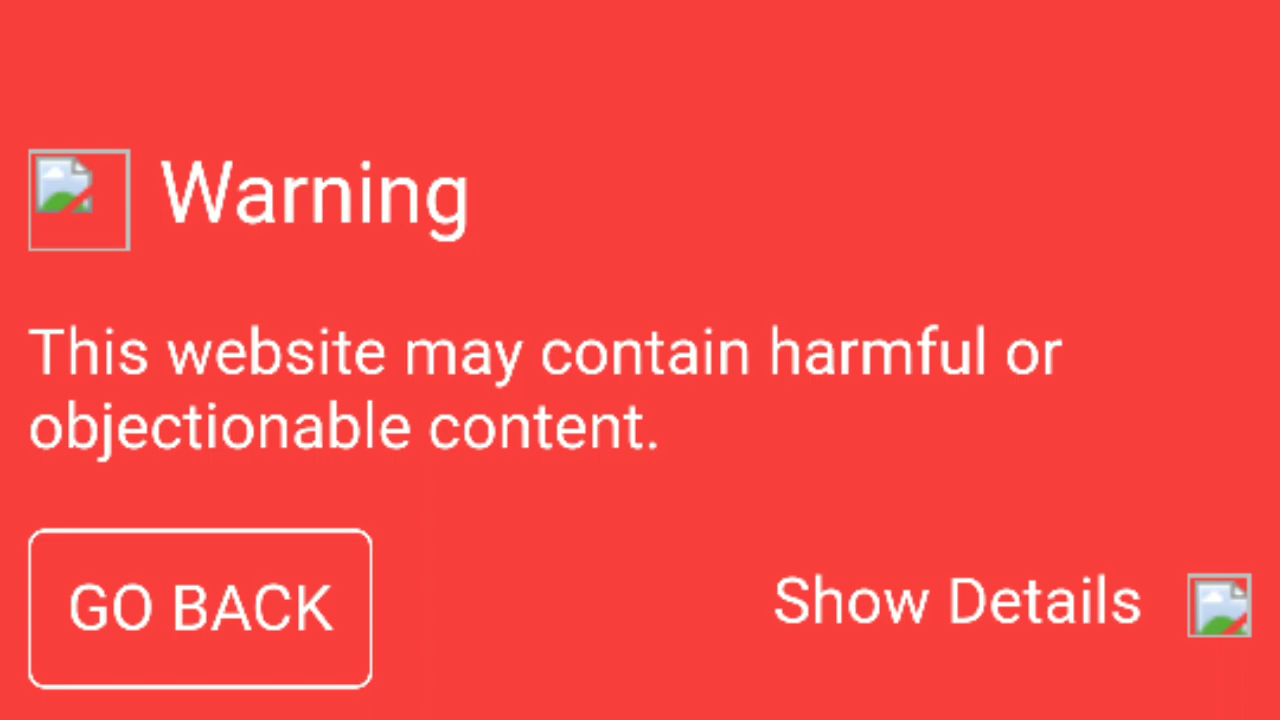 Warning
This website may contain harmful or
objectionable content.
GO BACK
Show Details